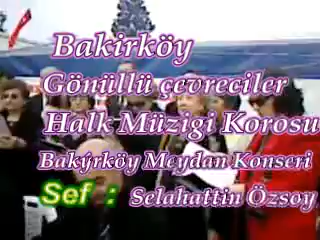 Bakirköy
Gönüllü çevreciler
Halk Müzigi Korosu
Bakýrköy Meydan Konseri
Sef : Selahattin Özsoy